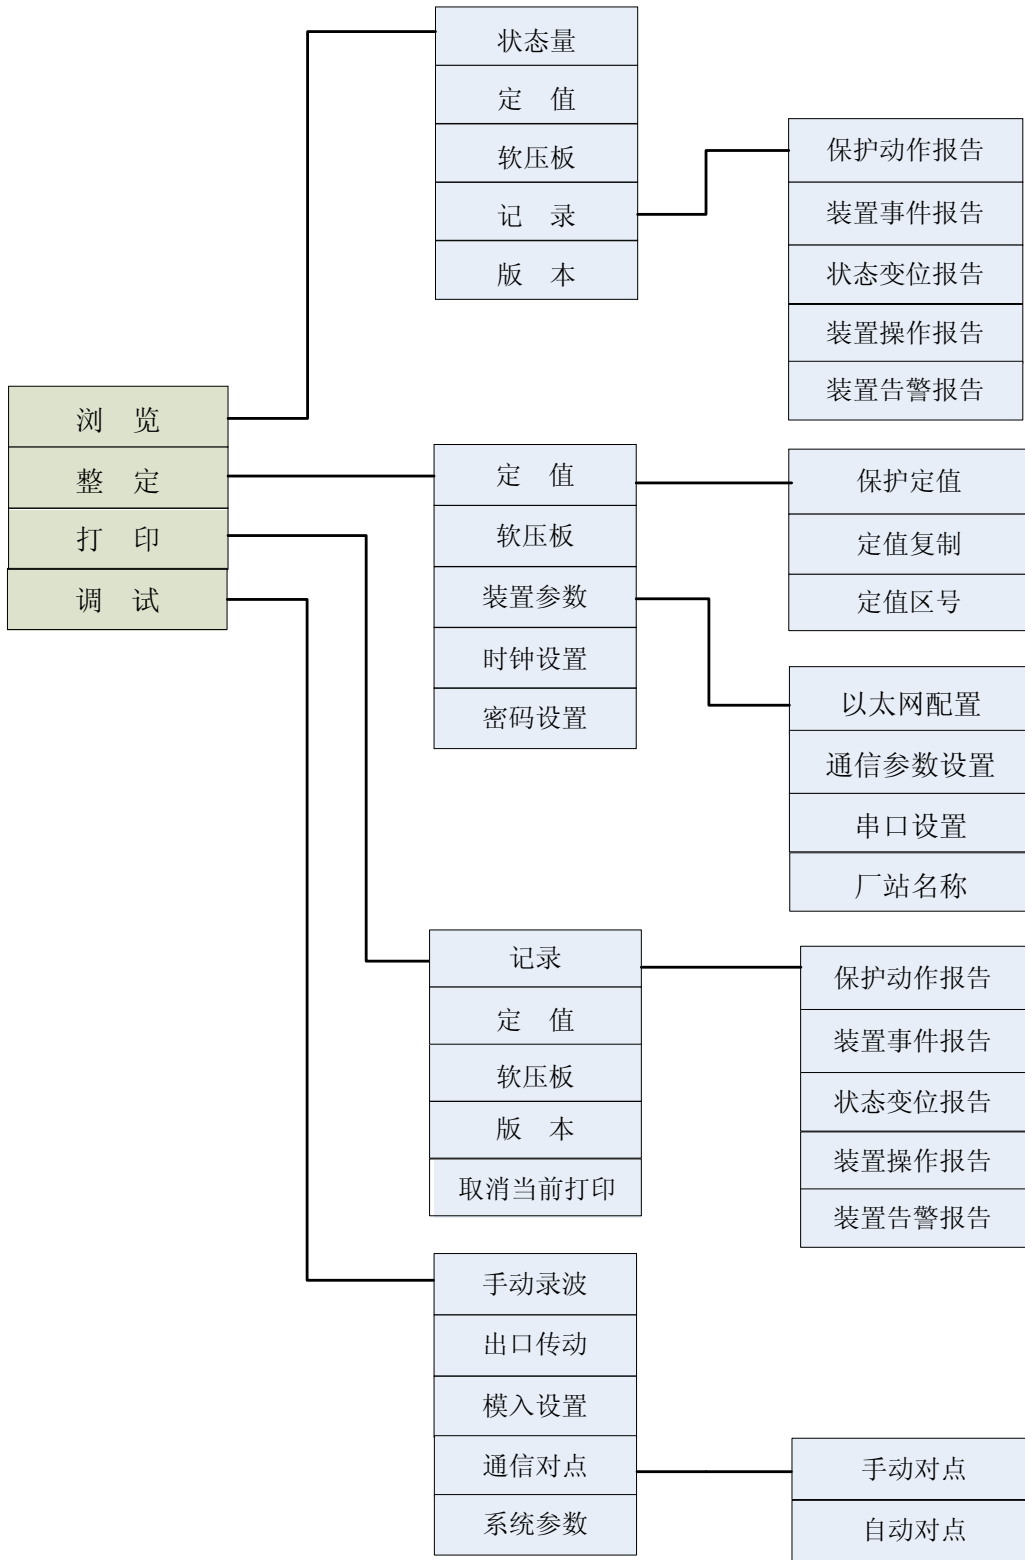 浏 览
整 定
打 印
调 试
状态量
定 值
软压板
记 录
版 本
保护动作报告
装置事件报告
状态变位报告
装置操作报告
装置告警报告
定 值
软压板
装置参数
时钟设置
密码设置
保护定值
定值复制
定值区号
以太网配置
通信参数设置
串口设置
厂站名称
记录
定 值
软压板
版 本
取消当前打印
保护动作报告
装置事件报告
状态变位报告
装置操作报告
装置告警报告
手动录波
出口传动
模入设置
通信对点
系统参数
手动对点
自动对点